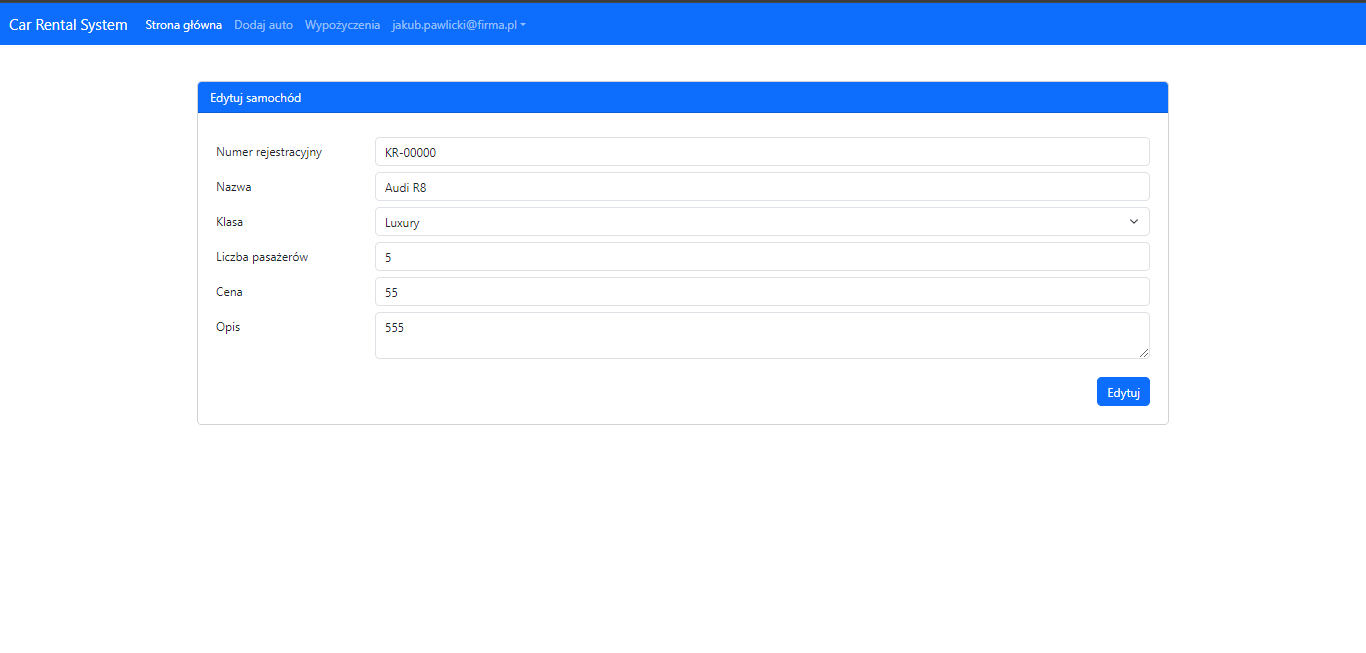 Car Rental System Strona główna Dodaj auto Wypożyczenia jakub.pawlicki@firma.pl
Edytuj samochód
Numer rejestracyjny KR-00000
Nazwa Audi R8
Klasa Luxury
Liczba pasażerów 5
Cena 55
Opis 555
Edytuj